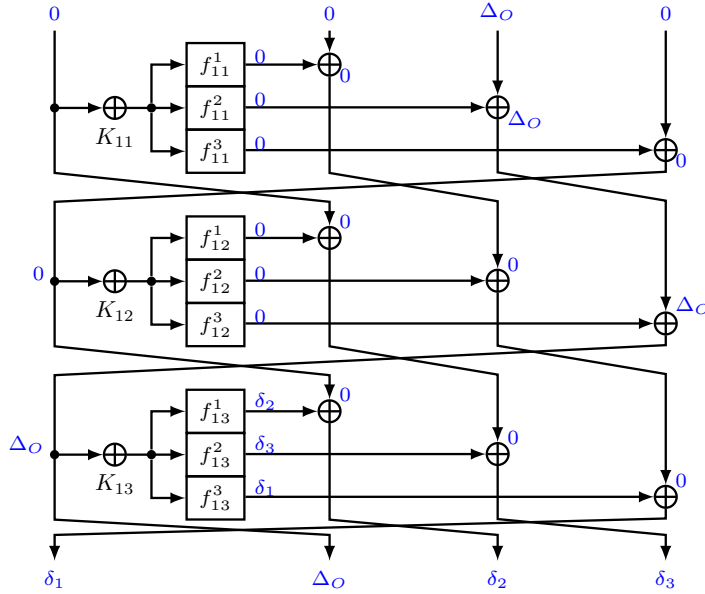 0 0 Δ_O 0
f_{11}^1 0 0
f_{11}^2 0 Δ_O
K_{11}
f_{11}^3 0 0
f_{12}^1 0 0
0 f_{12}^2 0 0
K_{12}
f_{12}^3 0 Δ_O
f_{13}^1 δ_2 0
Δ_O f_{13}^2 δ_3 0
K_{13}
f_{13}^3 δ_1 0
δ_1 Δ_O δ_2 δ_3